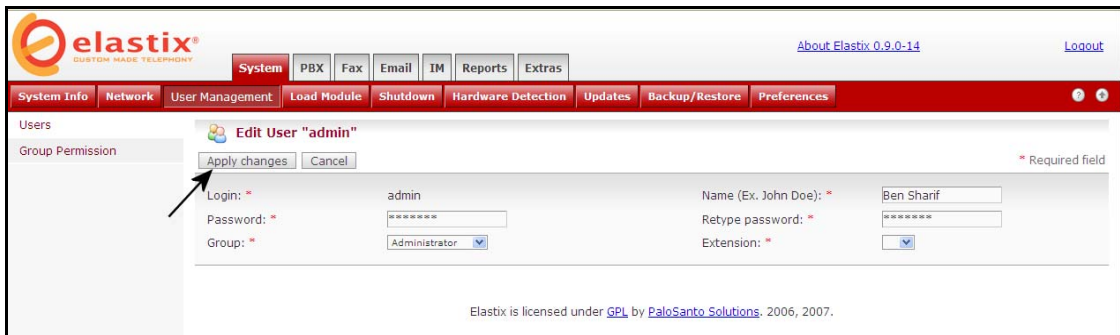 elastix®
CUSTOM MADE TELEPHONY
About Elastix 0.9.0-14
Logout
System PBX Fax Email IM Reports Extras
System Info Network User Management Load Module Shutdown Hardware Detection Updates Backup/Restore Preferences
Users
Group Permission
Edit User "admin"
Apply changes Cancel
* Required field
Login: * admin Name (Ex. John Doe): * Ben Sharif
Password: * ******* Retype password: * *******
Group: * Administrator Extension: *
Elastix is licensed under GPL by PaloSanto Solutions. 2006, 2007.